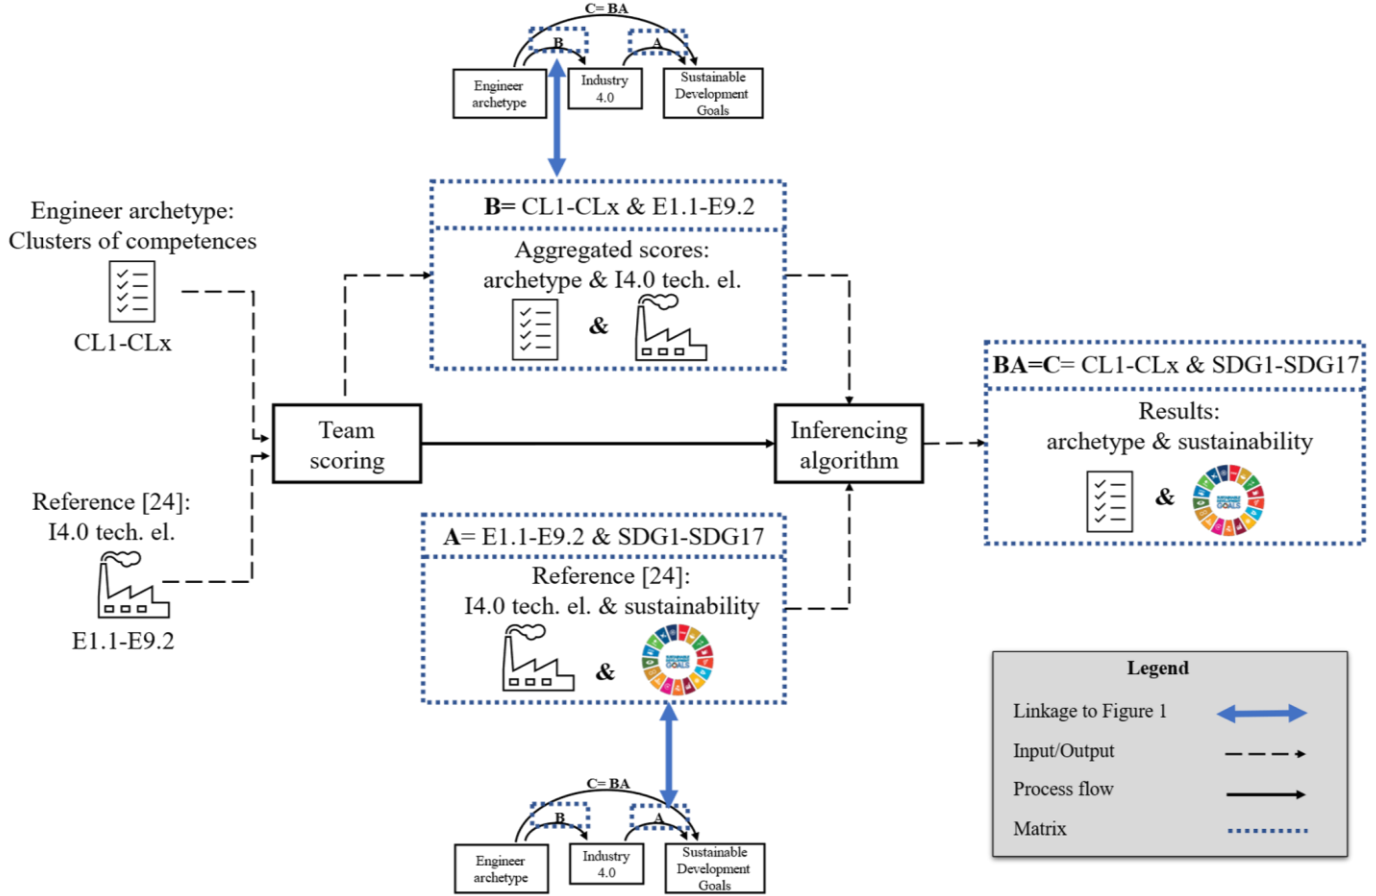 C= BA
B
A
Engineer
archetype
Industry
4.0
Sustainable
Development
Goals
Engineer archetype:
Clusters of competences
CL1-CLx
Reference [24]:
I4.0 tech. el.
E1.1-E9.2
Team
scoring
B= CL1-CLx & E1.1-E9.2
Aggregated scores:
archetype & I4.0 tech. el.
&
A= E1.1-E9.2 & SDG1-SDG17
Reference [24]:
I4.0 tech. el. & sustainability
&
GOALS
Inferencing
algorithm
BA=C= CL1-CLx & SDG1-SDG17
Results:
archetype & sustainability
&
GOALS
C= BA
B
A
Engineer
archetype
Industry
4.0
Sustainable
Development
Goals
Legend
Linkage to Figure 1
Input/Output
Process flow
Matrix